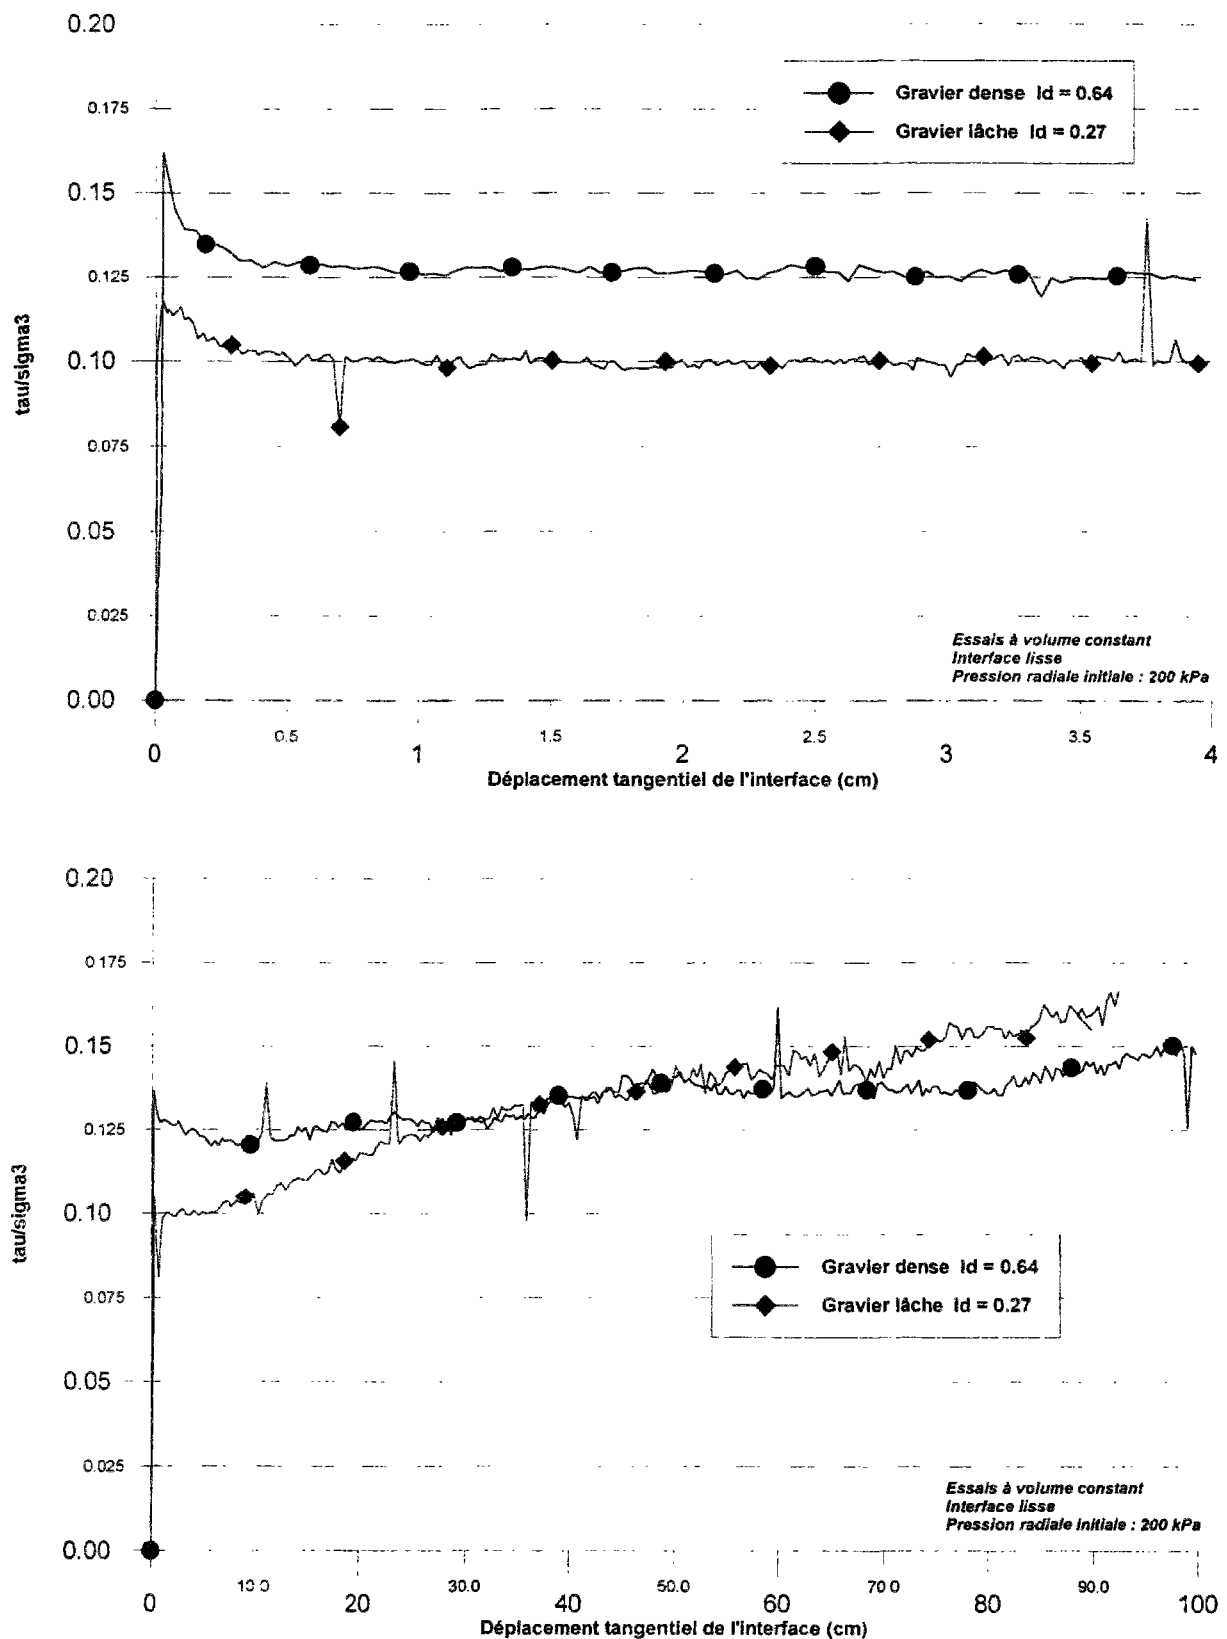 0.20
Gravier dense Id = 0.64
0.175
Gravier lâche Id = 0.27
0.15
0.125
tau/sigma3
0.10
0.075
0.05
0.025
Essais à volume constant
Interface lisse
Pression radiale initiale : 200 kPa
0.00
0 0.5 1 1.5 2 2.5 3 3.5 4
Déplacement tangentiel de l'interface (cm)
0.20
0.175
0.15
0.125
tau/sigma3
0.10
Gravier dense Id = 0.64
0.075
Gravier lâche Id = 0.27
0.05
0.025
Essais à volume constant
Interface lisse
Pression radiale initiale : 200 kPa
0.00
0 10.0 20 30.0 40 50.0 60 70.0 80 90.0 100
Déplacement tangentiel de l'interface (cm)